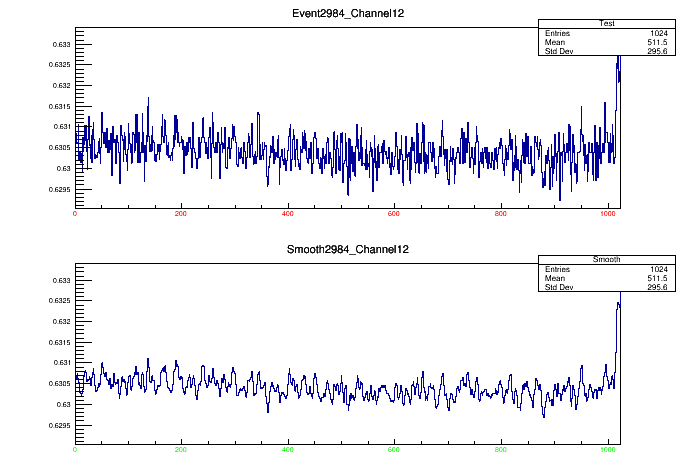 Event2984_Channel12
Test
Entries 1024
Mean 511.5
Std Dev 295.6
0.633
0.6325
0.632
0.6315
0.631
0.6305
0.63
0.6295
0 200 400 600 800 1000
Smooth2984_Channel12
Smooth
Entries 1024
Mean 511.5
Std Dev 295.6
0.633
0.6325
0.632
0.6315
0.631
0.6305
0.63
0.6295
0 200 400 600 800 1000